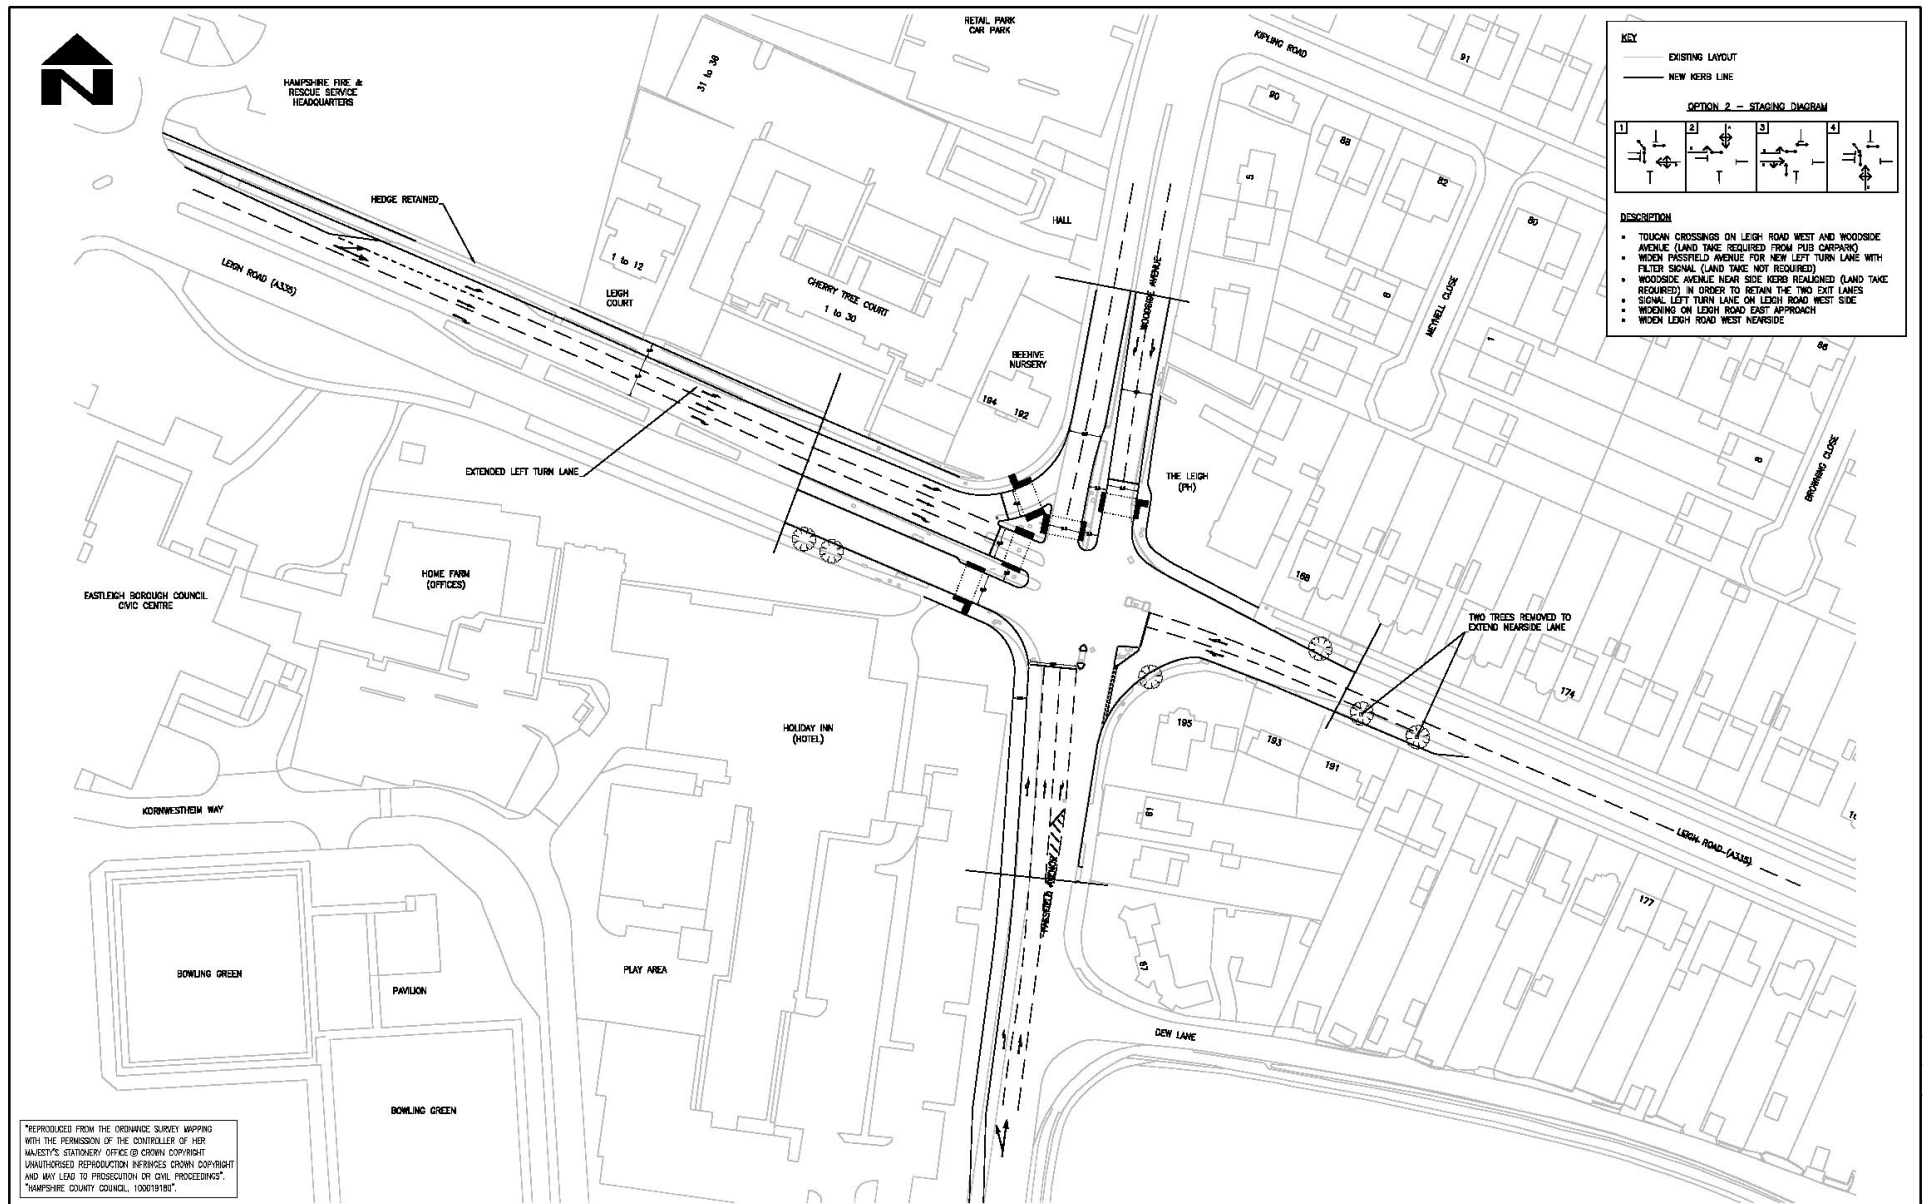 N
HAMPSHIRE FIRE &
RESCUE SERVICE
HEADQUARTERS
RETAIL PARK
CAR PARK
31 to 38
KIPLING ROAD
91
90
88
82
80
5
8
1
86
8
KEY
EXISTING LAYOUT
NEW KERB LINE
OPTION 2 - STAGING DIAGRAM
1
2
3
4
DESCRIPTION
• TOUCAN CROSSINGS ON LEIGH ROAD WEST AND WOODSIDE
AVENUE (LAND TAKE REQUIRED FROM PUB CARPARK)
• WIDEN PASSFIELD AVENUE FOR NEW LEFT TURN LANE WITH
FILTER SIGNAL (LAND TAKE NOT REQUIRED)
• WOODSIDE AVENUE NEAR SIDE KERB REALIGNED (LAND TAKE
REQUIRED) IN ORDER TO RETAIN THE TWO EXIT LANES
• SIGNAL LEFT TURN LANE ON LEIGH ROAD WEST SIDE
• WIDENING ON LEIGH ROAD EAST APPROACH
• WIDEN LEIGH ROAD WEST NEARSIDE
HEDGE RETAINED
LEIGH ROAD (A335)
1 to 12
LEIGH
COURT
CHERRY TREE COURT
1 to 30
HALL
WOODSIDE AVENUE
MEYNELL CLOSE
BROWNING CLOSE
BEEHIVE
NURSERY
194
192
EXTENDED LEFT TURN LANE
THE LEIGH
(PH)
HOME FARM
(OFFICES)
EASTLEIGH BOROUGH COUNCIL
CIVIC CENTRE
168
TWO TREES REMOVED TO
EXTEND NEARSIDE LANE
174
HOLIDAY INN
(HOTEL)
195
193
191
81
LEIGH ROAD (A335)
KORNWESTHEIM WAY
PASSFIELD AVENUE
177
87
BOWLING GREEN
PAVILION
PLAY AREA
DEW LANE
BOWLING GREEN
"REPRODUCED FROM THE ORDNANCE SURVEY MAPPING
WITH THE PERMISSION OF THE CONTROLLER OF HER
MAJESTY'S STATIONERY OFFICE © CROWN COPYRIGHT
UNAUTHORISED REPRODUCTION INFRINGES CROWN COPYRIGHT
AND MAY LEAD TO PROSECUTION OR CIVIL PROCEEDINGS".
"HAMPSHIRE COUNTY COUNCIL, 100019180".